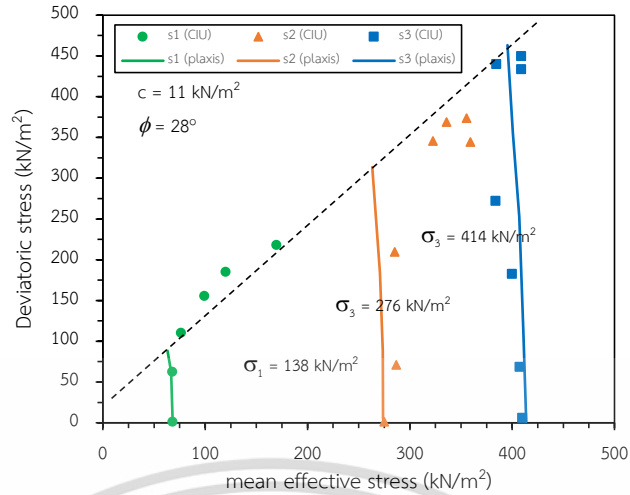 s1 (CIU) s2 (CIU) s3 (CIU)
s1 (plaxis) s2 (plaxis) s3 (plaxis)
c = 11 kN/m²
ϕ = 28°
σ₃ = 414 kN/m²
σ₃ = 276 kN/m²
σ₁ = 138 kN/m²
Deviatoric stress (kN/m²)
500
450
400
350
300
250
200
150
100
50
0
0 100 200 300 400 500
mean effective stress (kN/m²)